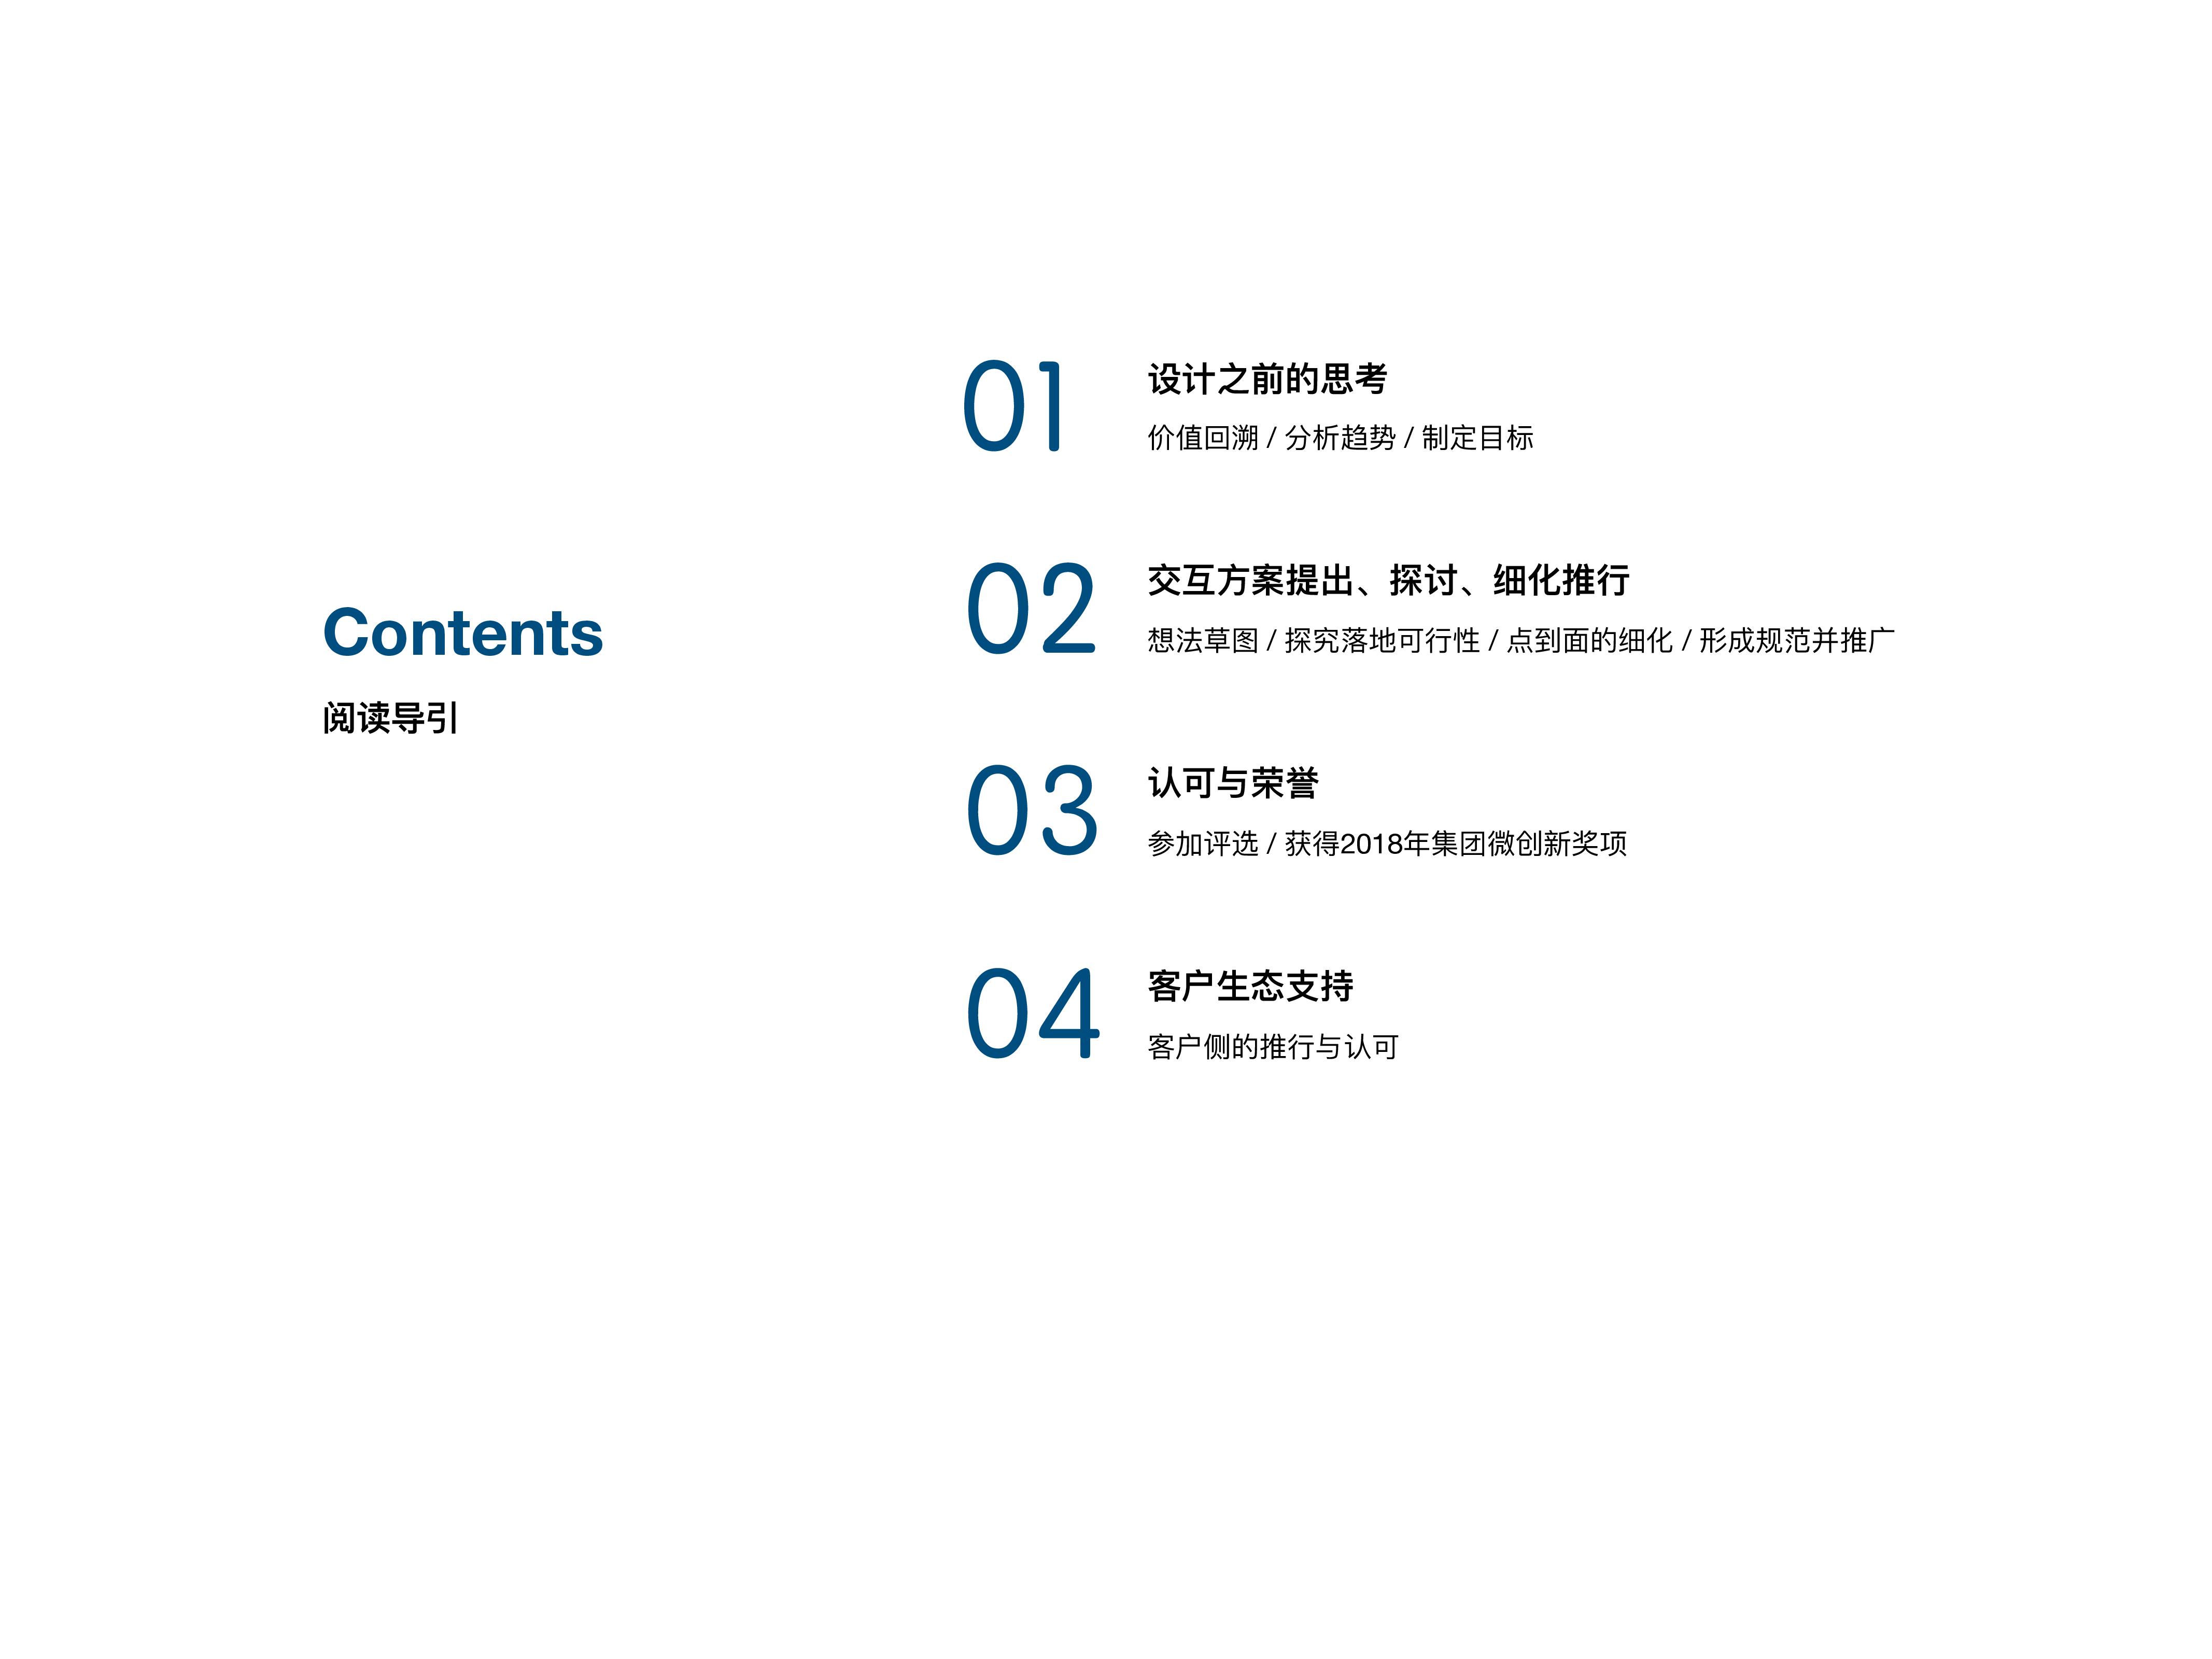 Contents
阅读导引
01
设计之前的思考
价值回溯 / 分析趋势 / 制定目标
02
交互方案提出、探讨、细化推行
想法草图 / 探究落地可行性 / 点到面的细化 / 形成规范并推广
03
认可与荣誉
参加评选 / 获得2018年集团微创新奖项
04
客户生态支持
客户侧的推行与认可